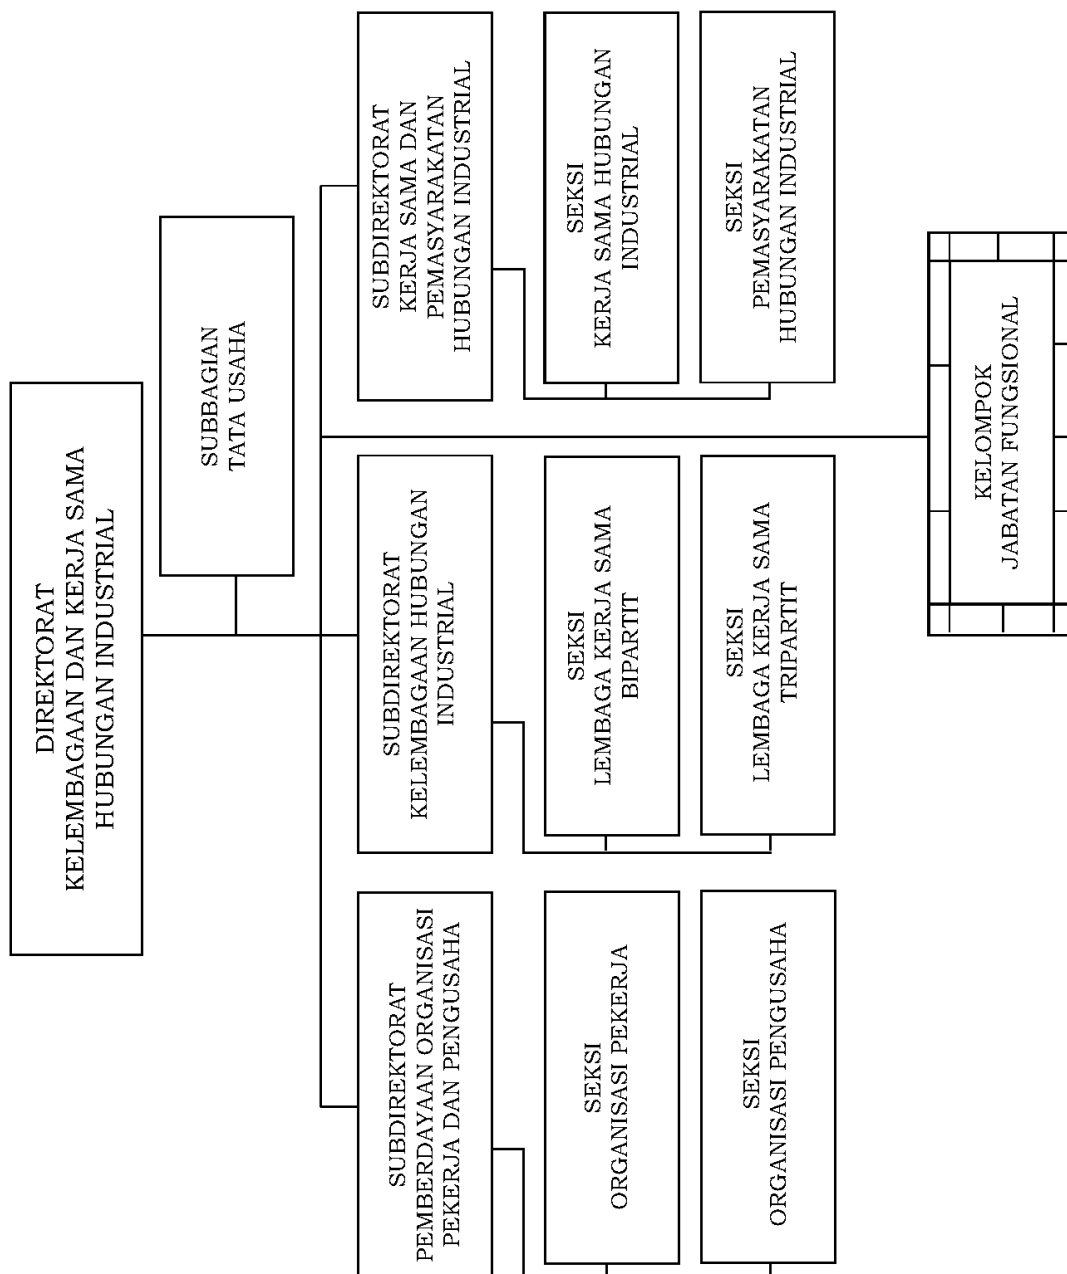 DIREKTORAT
KELEMBAGAAN DAN KERJA SAMA
HUBUNGAN INDUSTRIAL
SUBBAGIAN
TATA USAHA
SUBDIREKTORAT
PEMBERDAYAAN ORGANISASI
PEKERJA DAN PENGUSAHA
SUBDIREKTORAT
KELEMBAGAAN HUBUNGAN
INDUSTRIAL
SUBDIREKTORAT
KERJA SAMA DAN
PEMASYARAKATAN
HUBUNGAN INDUSTRIAL
SEKSI
ORGANISASI PEKERJA
SEKSI
LEMBAGA KERJA SAMA
BIPARTIT
SEKSI
KERJA SAMA HUBUNGAN
INDUSTRIAL
SEKSI
ORGANISASI PENGUSAHA
SEKSI
LEMBAGA KERJA SAMA
TRIPARTIT
SEKSI
PEMASYARAKATAN
HUBUNGAN INDUSTRIAL
KELOMPOK
JABATAN FUNGSIONAL